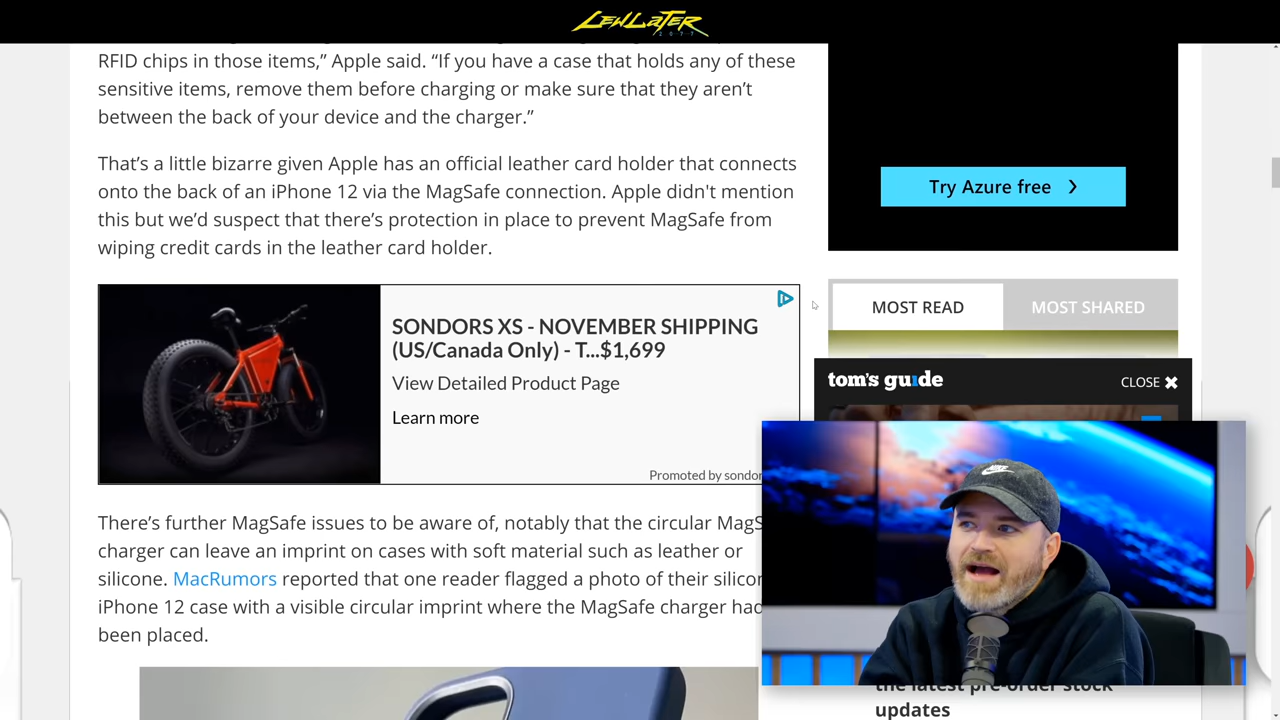 LEWLATER
2077
RFID chips in those items,” Apple said. “If you have a case that holds any of these
sensitive items, remove them before charging or make sure that they aren’t
between the back of your device and the charger.”
That’s a little bizarre given Apple has an official leather card holder that connects
onto the back of an iPhone 12 via the MagSafe connection. Apple didn't mention
this but we’d suspect that there’s protection in place to prevent MagSafe from
wiping credit cards in the leather card holder.
SONDORS XS - NOVEMBER SHIPPING
(US/Canada Only) - T...$1,699
View Detailed Product Page
Learn more
Promoted by sondor
There’s further MagSafe issues to be aware of, notably that the circular MagS
charger can leave an imprint on cases with soft material such as leather or
silicone. MacRumors reported that one reader flagged a photo of their silicon
iPhone 12 case with a visible circular imprint where the MagSafe charger had
been placed.
Try Azure free
MOST READ
MOST SHARED
tom's guide
CLOSE
the latest pre-order stock
updates